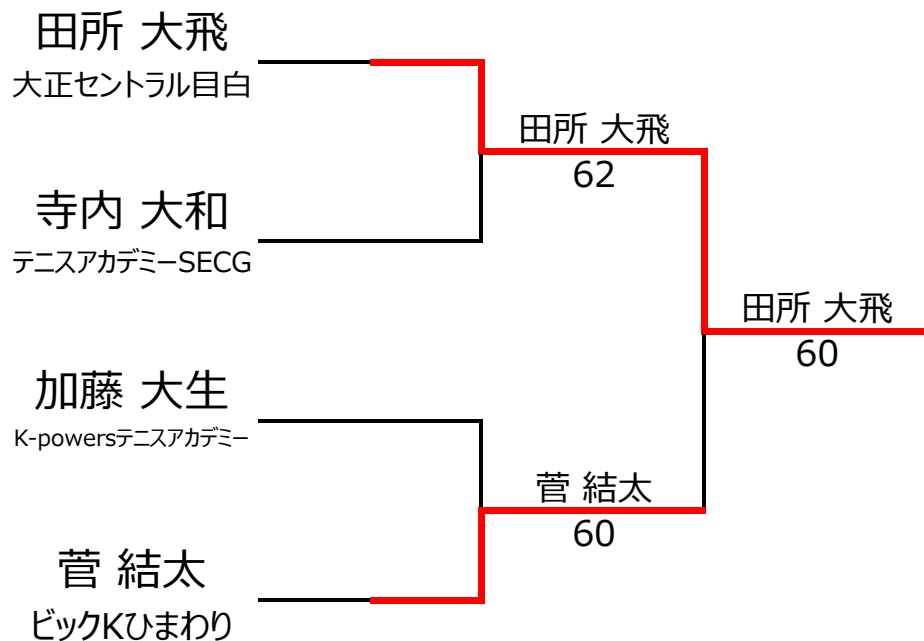 田所 大飛
大正セントラル目白
田所 大飛
62
寺内 大和
テニスアカデミーSECG
田所 大飛
60
加藤 大生
K-powersテニスアカデミー
菅 結太
60
菅 結太
ビックKひまわり